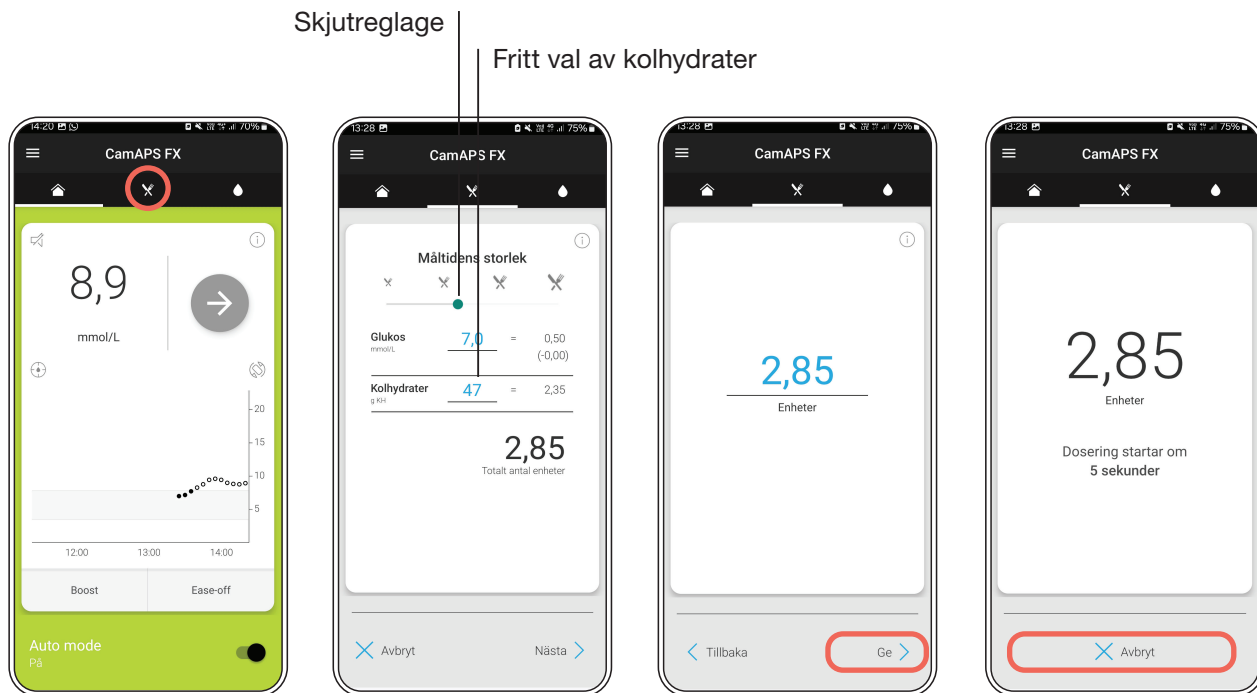 Skjutreglage
Fritt val av kolhydrater
14:20 70%
CamAPS FX
8,9
mmol/L
20
15
10
5
12:00 13:00 14:00
Boost Ease-off
Auto mode
På
13:28 75%
CamAPS FX
Måltidens storlek
Glukos 7,0 = 0,50
mmol/L (-0,00)
Kolhydrater 47 = 2,35
g KH
2,85
Totalt antal enheter
Avbryt Nästa
13:28 75%
CamAPS FX
2,85
Enheter
Tillbaka Ge
13:28 75%
CamAPS FX
2,85
Enheter
Dosering startar om
5 sekunder
Avbryt